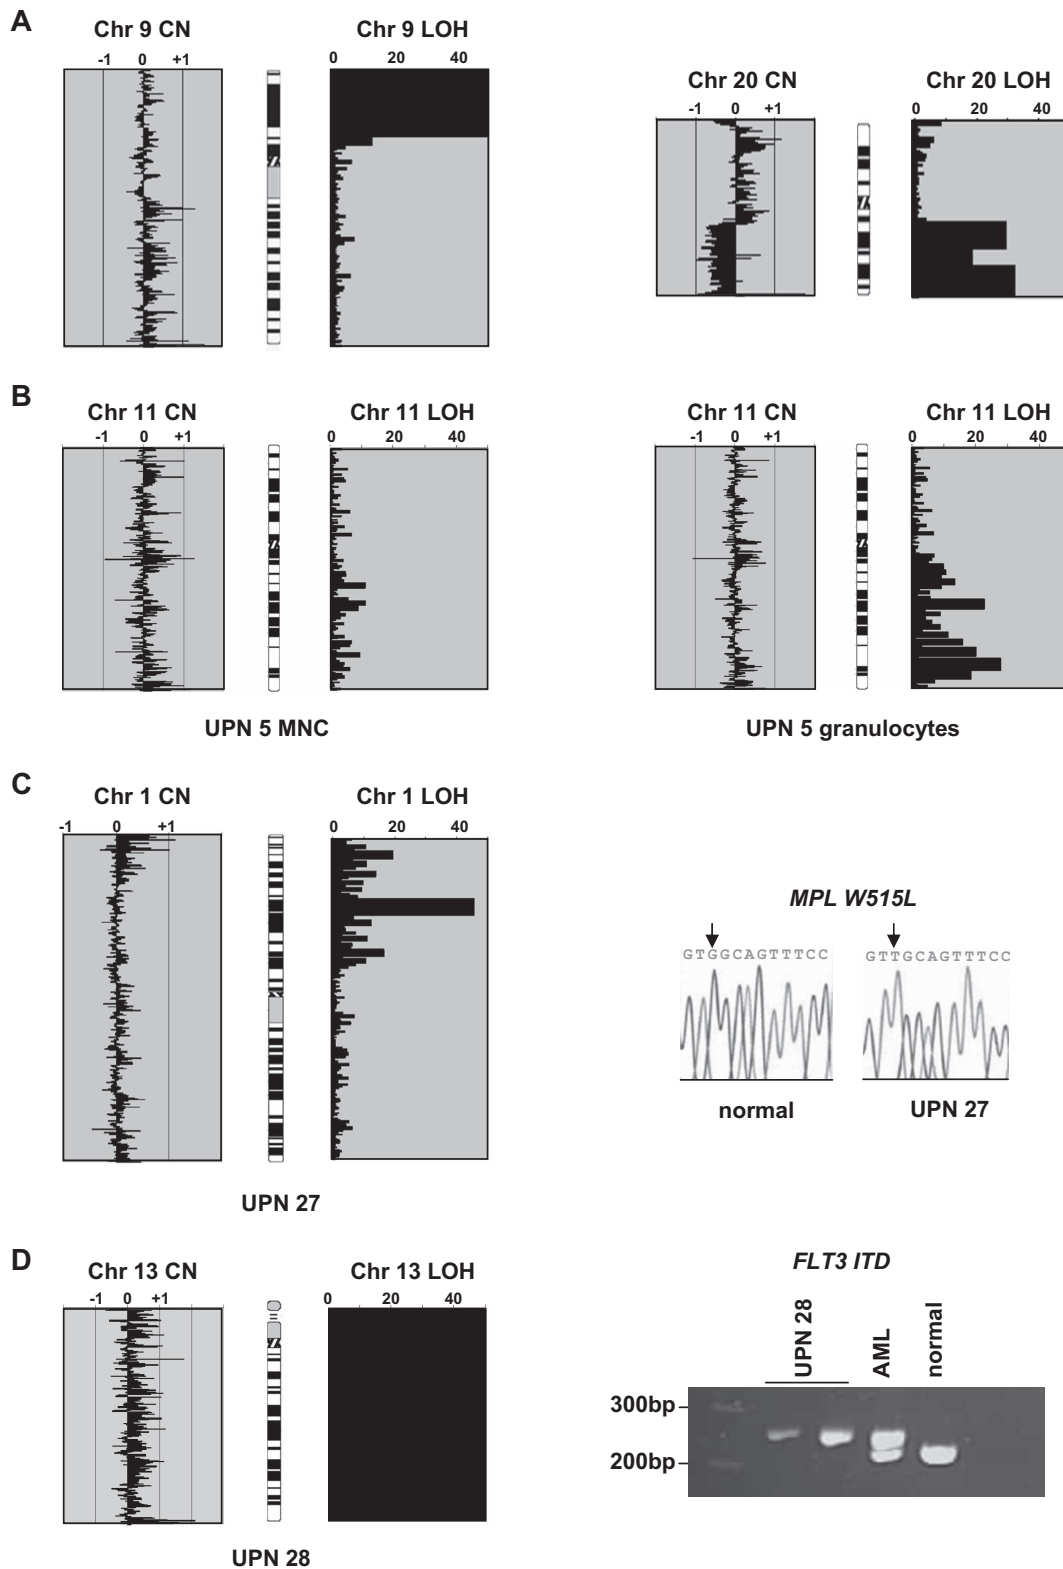 A
Chr 9 CN
Chr 9 LOH
-1 0 +1
0 20 40
Chr 20 CN
Chr 20 LOH
-1 0 +1
0 20 40
B
Chr 11 CN
Chr 11 LOH
-1 0 +1
0 20 40
Chr 11 CN
Chr 11 LOH
-1 0 +1
0 20 40
UPN 5 MNC
UPN 5 granulocytes
C
Chr 1 CN
Chr 1 LOH
-1 0 +1
0 20 40
MPL W515L
GTGGCAGTTTCC
GTTGCAGTTTCC
normal
UPN 27
UPN 27
D
Chr 13 CN
Chr 13 LOH
-1 0 +1
0 20 40
FLT3 ITD
UPN 28
AML
normal
300bp
200bp
UPN 28